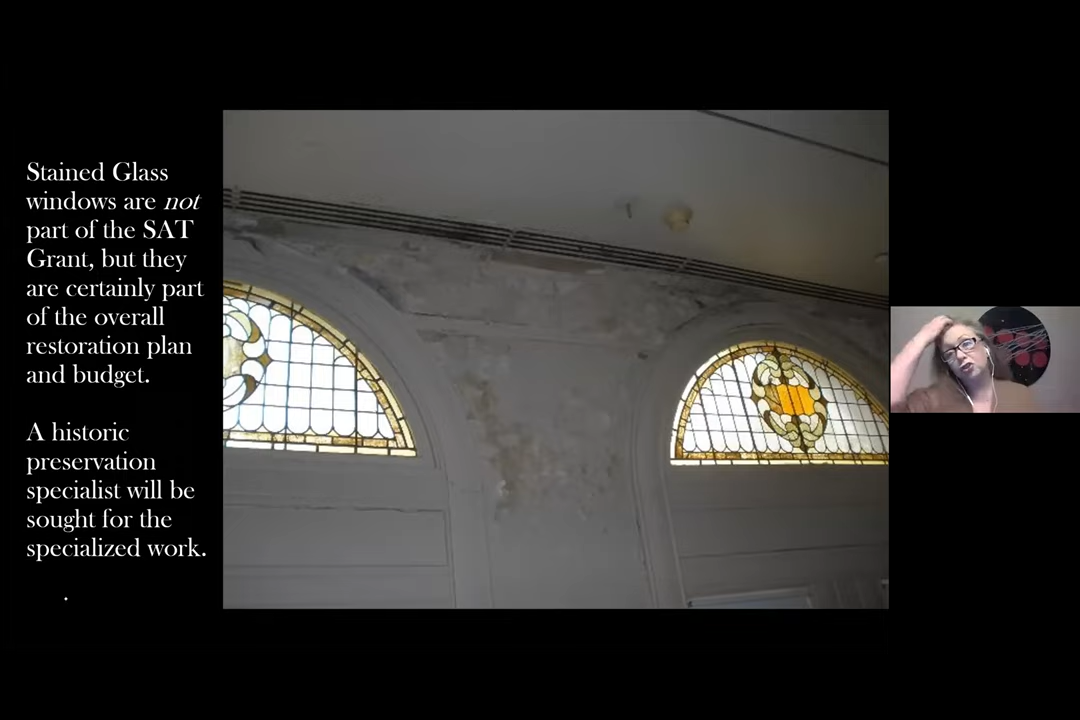 Stained Glass
windows are not
part of the SAT
Grant, but they
are certainly part
of the overall
restoration plan
and budget.
A historic
preservation
specialist will be
sought for the
specialized work.
.